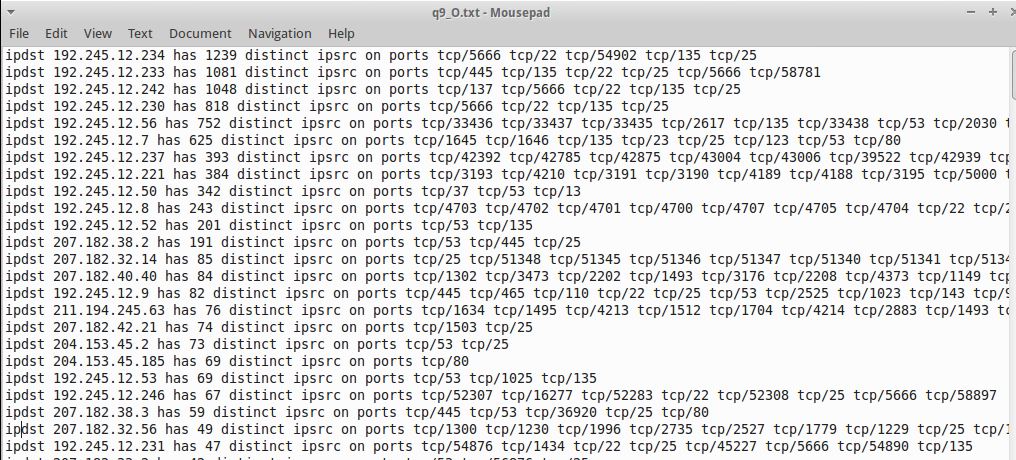 q9_O.txt - Mousepad
File Edit View Text Document Navigation Help
ipdst 192.245.12.234 has 1239 distinct ipsrc on ports tcp/5666 tcp/22 tcp/54902 tcp/135 tcp/25
ipdst 192.245.12.233 has 1081 distinct ipsrc on ports tcp/445 tcp/135 tcp/22 tcp/25 tcp/5666 tcp/58781
ipdst 192.245.12.242 has 1048 distinct ipsrc on ports tcp/137 tcp/5666 tcp/22 tcp/135 tcp/25
ipdst 192.245.12.230 has 818 distinct ipsrc on ports tcp/5666 tcp/22 tcp/135 tcp/25
ipdst 192.245.12.56 has 752 distinct ipsrc on ports tcp/33436 tcp/33437 tcp/33435 tcp/2617 tcp/135 tcp/33438 tcp/53 tcp/2030
ipdst 192.245.12.7 has 625 distinct ipsrc on ports tcp/1645 tcp/1646 tcp/135 tcp/23 tcp/25 tcp/123 tcp/53 tcp/80
ipdst 192.245.12.237 has 393 distinct ipsrc on ports tcp/42392 tcp/42785 tcp/42875 tcp/43004 tcp/43006 tcp/39522 tcp/42939
ipdst 192.245.12.221 has 384 distinct ipsrc on ports tcp/3193 tcp/4210 tcp/3191 tcp/3190 tcp/4189 tcp/4188 tcp/3195 tcp/5000
ipdst 192.245.12.50 has 342 distinct ipsrc on ports tcp/37 tcp/53 tcp/13
ipdst 192.245.12.8 has 243 distinct ipsrc on ports tcp/4703 tcp/4702 tcp/4701 tcp/4700 tcp/4707 tcp/4705 tcp/4704 tcp/22
ipdst 192.245.12.52 has 201 distinct ipsrc on ports tcp/53 tcp/135
ipdst 207.182.38.2 has 191 distinct ipsrc on ports tcp/53 tcp/445 tcp/25
ipdst 207.182.32.14 has 85 distinct ipsrc on ports tcp/25 tcp/51348 tcp/51345 tcp/51346 tcp/51347 tcp/51340 tcp/51341
ipdst 207.182.40.40 has 84 distinct ipsrc on ports tcp/1302 tcp/3473 tcp/2202 tcp/1493 tcp/3176 tcp/2208 tcp/4373 tcp/1149
ipdst 192.245.12.9 has 82 distinct ipsrc on ports tcp/445 tcp/465 tcp/110 tcp/22 tcp/25 tcp/53 tcp/2525 tcp/1023 tcp/143
ipdst 211.194.245.63 has 76 distinct ipsrc on ports tcp/1634 tcp/1495 tcp/4213 tcp/1512 tcp/1704 tcp/4214 tcp/2883 tcp/1493
ipdst 207.182.42.21 has 74 distinct ipsrc on ports tcp/1503 tcp/25
ipdst 204.153.45.2 has 73 distinct ipsrc on ports tcp/53 tcp/25
ipdst 204.153.45.185 has 69 distinct ipsrc on ports tcp/80
ipdst 192.245.12.53 has 69 distinct ipsrc on ports tcp/53 tcp/1025 tcp/135
ipdst 192.245.12.246 has 67 distinct ipsrc on ports tcp/52307 tcp/16277 tcp/52283 tcp/22 tcp/52308 tcp/25 tcp/5666 tcp/58897
ipdst 207.182.38.3 has 59 distinct ipsrc on ports tcp/445 tcp/53 tcp/36920 tcp/25 tcp/80
ipdst 207.182.32.56 has 49 distinct ipsrc on ports tcp/1300 tcp/1230 tcp/1996 tcp/2735 tcp/2527 tcp/1779 tcp/1229 tcp/25
ipdst 192.245.12.231 has 47 distinct ipsrc on ports tcp/54876 tcp/1434 tcp/22 tcp/25 tcp/45227 tcp/5666 tcp/54890 tcp/135